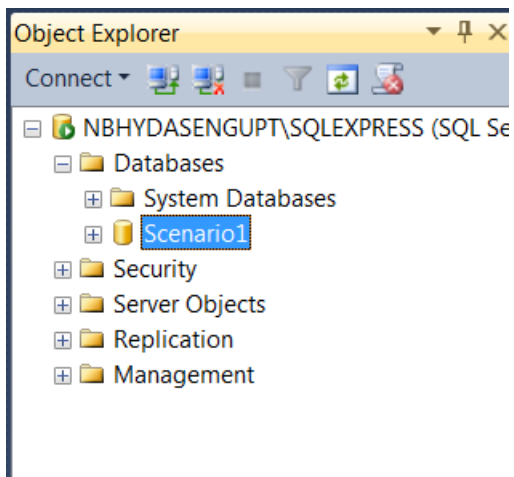 Object Explorer
Connect
NBHYDASENGUPT\SQLEXPRESS (SQL Se
Databases
System Databases
Scenario1
Security
Server Objects
Replication
Management